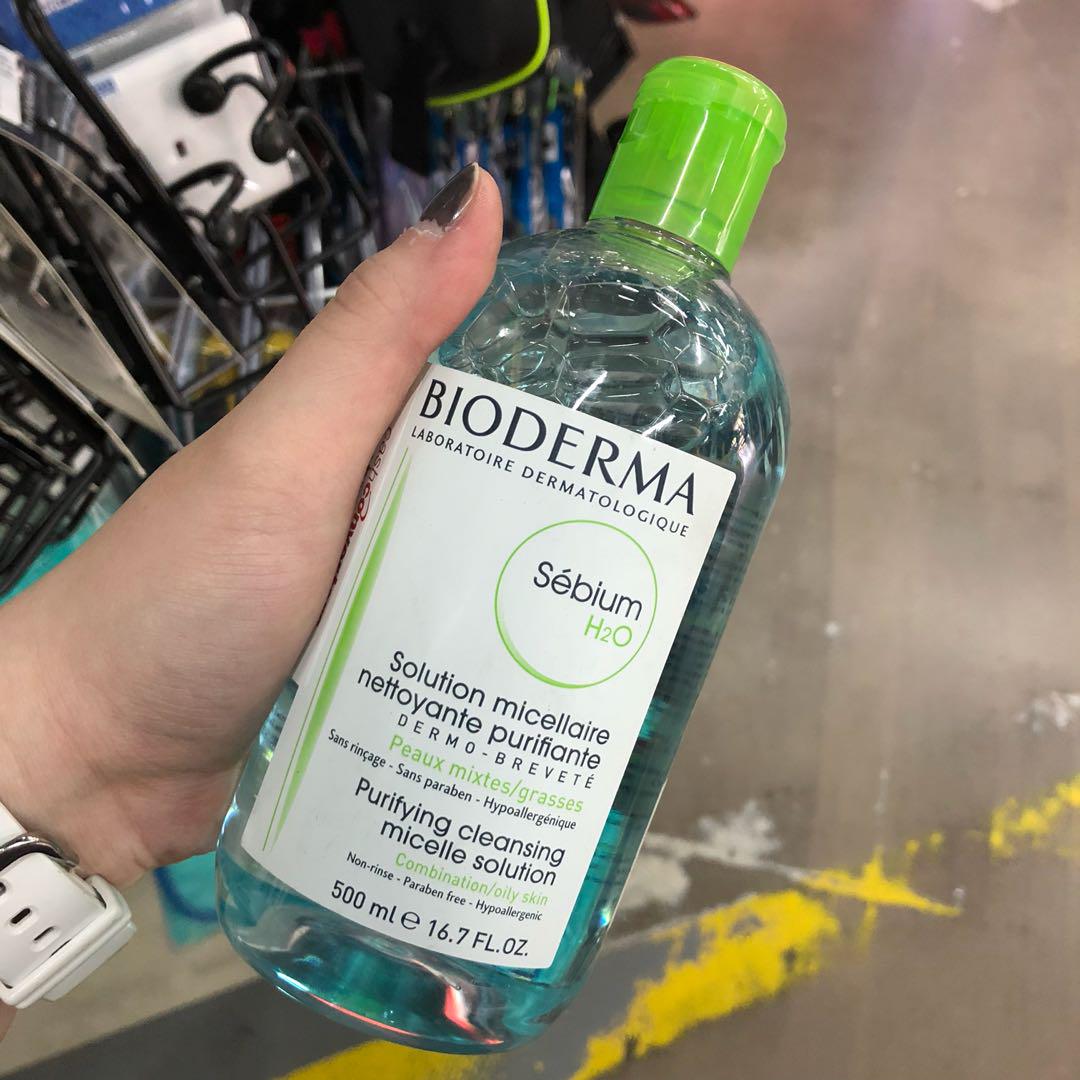 BIODERMA
LABORATOIRE DERMATOLOGIQUE
Sébium
H2O
Solution micellaire
nettoyante purifiante
DERMO-BREVETÉ
Peaux mixtes/grasses
Sans rinçage - Sans paraben - Hypoallergénique
Purifying cleansing
micelle solution
Combination/oily skin
Non-rinse - Paraben free - Hypoallergenic
500 ml e 16.7 FL.OZ.